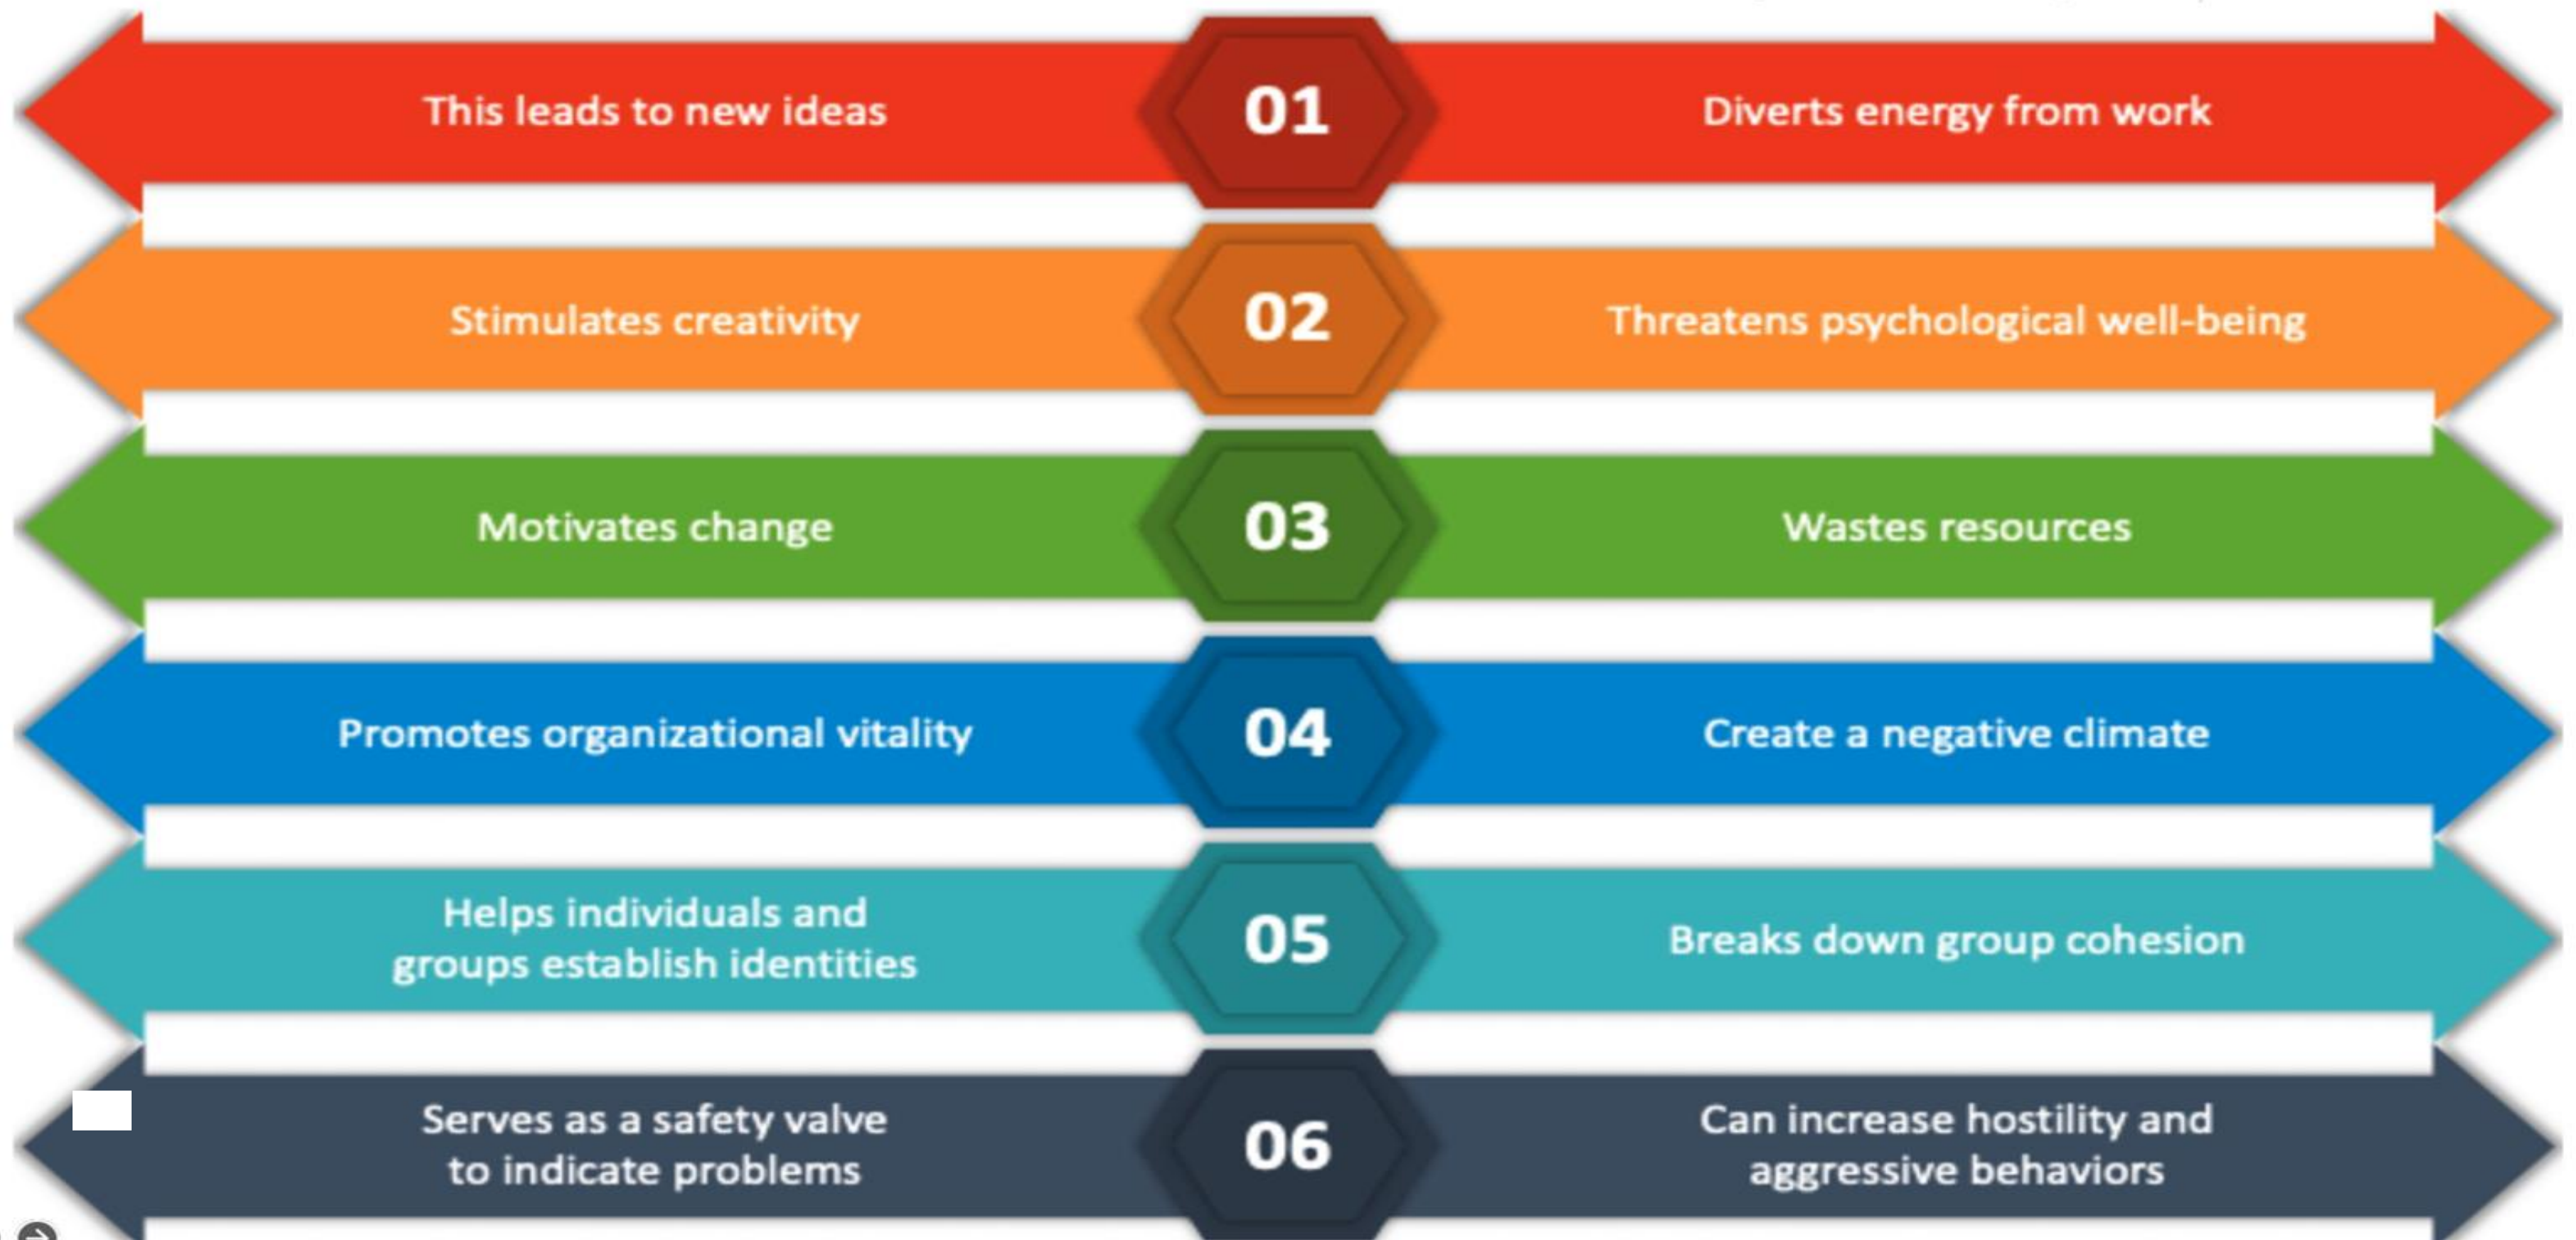 This leads to new ideas
01
Diverts energy from work
Stimulates creativity
02
Threatens psychological well-being
Motivates change
03
Wastes resources
Promotes organizational vitality
04
Create a negative climate
Helps individuals and
groups establish identities
05
Breaks down group cohesion
Serves as a safety valve
to indicate problems
06
Can increase hostility and
aggressive behaviors